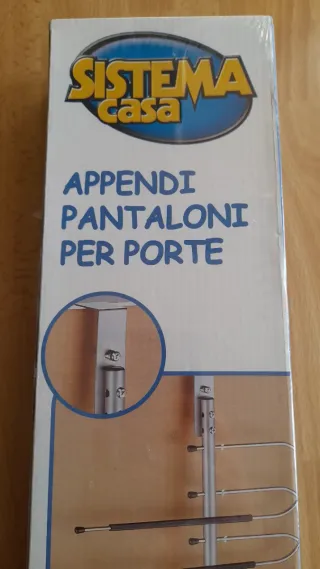 SISTEMA
casa
APPENDI
PANTALONI
PER PORTE